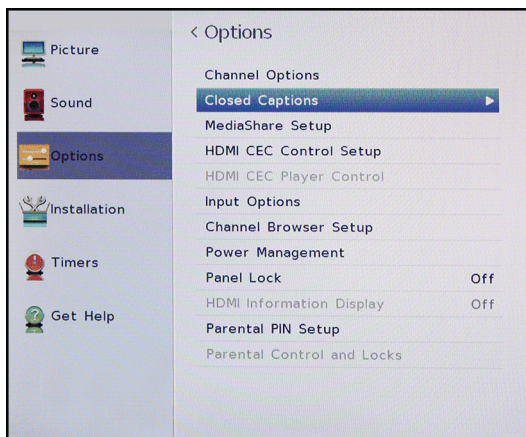 Picture
Sound
Options
Installation
Timers
Get Help
< Options
Channel Options
Closed Captions
MediaShare Setup
HDMI CEC Control Setup
HDMI CEC Player Control
Input Options
Channel Browser Setup
Power Management
Panel Lock Off
HDMI Information Display Off
Parental PIN Setup
Parental Control and Locks